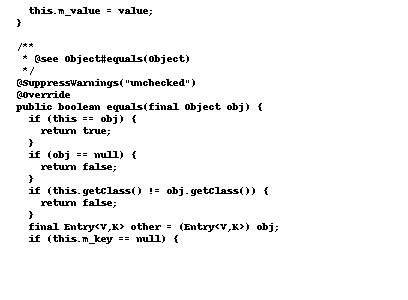 this.m_value = value;
}
/**
* @see Object#equals(Object)
*/
@SuppressWarnings("unchecked")
@Override
public boolean equals(final Object obj) {
if (this == obj) {
return true;
}
if (obj == null) {
return false;
}
if (this.getClass() != obj.getClass()) {
return false;
}
final Entry<V,K> other = (Entry<V,K>) obj;
if (this.m_key == null) {